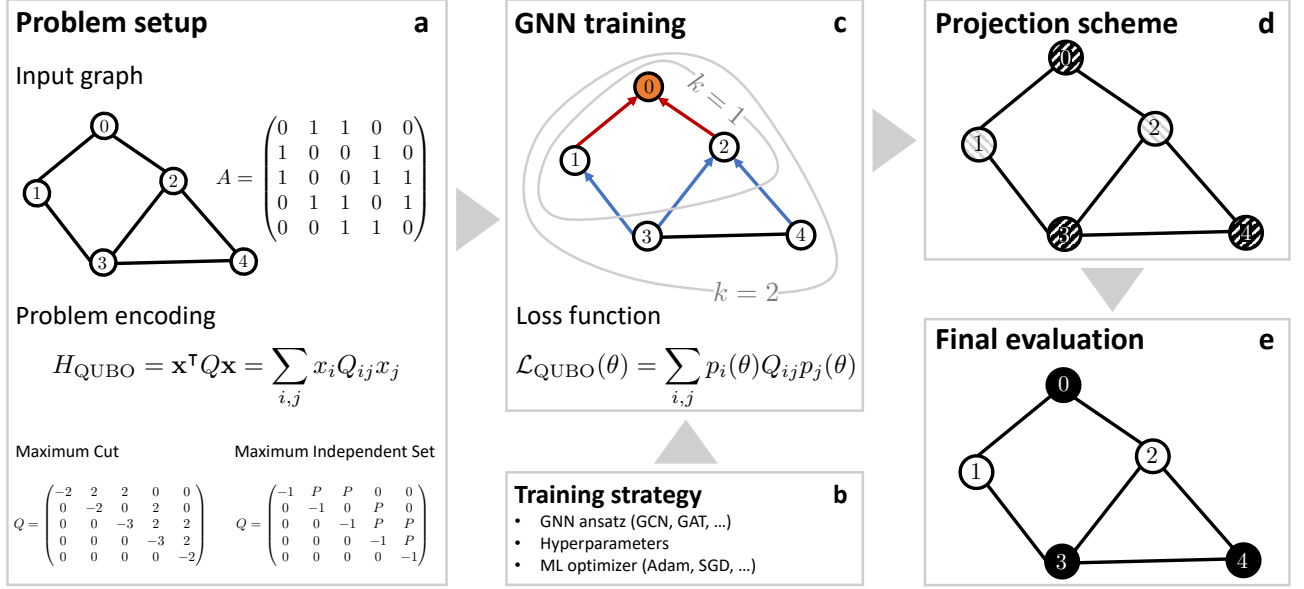 Problem setup a
Input graph
0
1
2
3
4
A = ( 0 1 1 0 0
1 0 0 1 0
1 0 0 1 1
0 1 1 0 1
0 0 1 1 0 )
Problem encoding
H_QUBO = x^⊺Qx = ∑_{i,j} x_i Q_{ij} x_j
Maximum Cut
Q = ( −2 2 2 0 0
0 −2 0 2 0
0 0 −3 2 2
0 0 0 −3 2
0 0 0 0 −2 )
Maximum Independent Set
Q = ( −1 P P 0 0
0 −1 0 P 0
0 0 −1 P P
0 0 0 −1 P
0 0 0 0 −1 )
Training strategy b
• GNN ansatz (GCN, GAT, …)
• Hyperparameters
• ML optimizer (Adam, SGD, …)
GNN training c
k = 1
0
1
2
3
4
k = 2
Loss function
ℒ_QUBO(θ) = ∑_{i,j} p_i(θ)Q_{ij}p_j(θ)
Projection scheme d
0
1
2
3
4
Final evaluation e
0
1
2
3
4